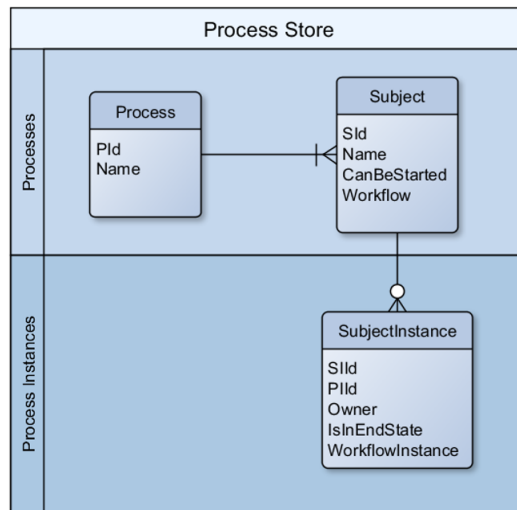 Process Store
Processes
Process
PId
Name
Subject
SId
Name
CanBeStarted
Workflow
Process Instances
SubjectInstance
SIId
PIId
Owner
IsInEndState
WorkflowInstance